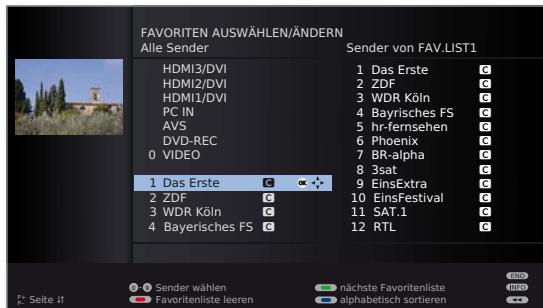 FAVORITEN AUSWÄHLEN/ÄNDERN
Alle Sender
HDMI3/DVI
HDMI2/DVI
HDMI1/DVI
PC IN
AVS
DVD-REC
0 VIDEO
1 Das Erste C OK
2 ZDF C
3 WDR Köln C
4 Bayerisches FS C
Sender von FAV.LIST1
1 Das Erste C
2 ZDF C
3 WDR Köln C
4 Bayrisches FS C
5 hr-fernsehen C
6 Phoenix C
7 BR-alpha C
8 3sat C
9 EinsExtra C
10 EinsFestival C
11 SAT.1 C
12 RTL C
P+ P- Seite
0-9 Sender wählen
Favoritenliste leeren
nächste Favoritenliste
alphabetisch sortieren
END
INFO